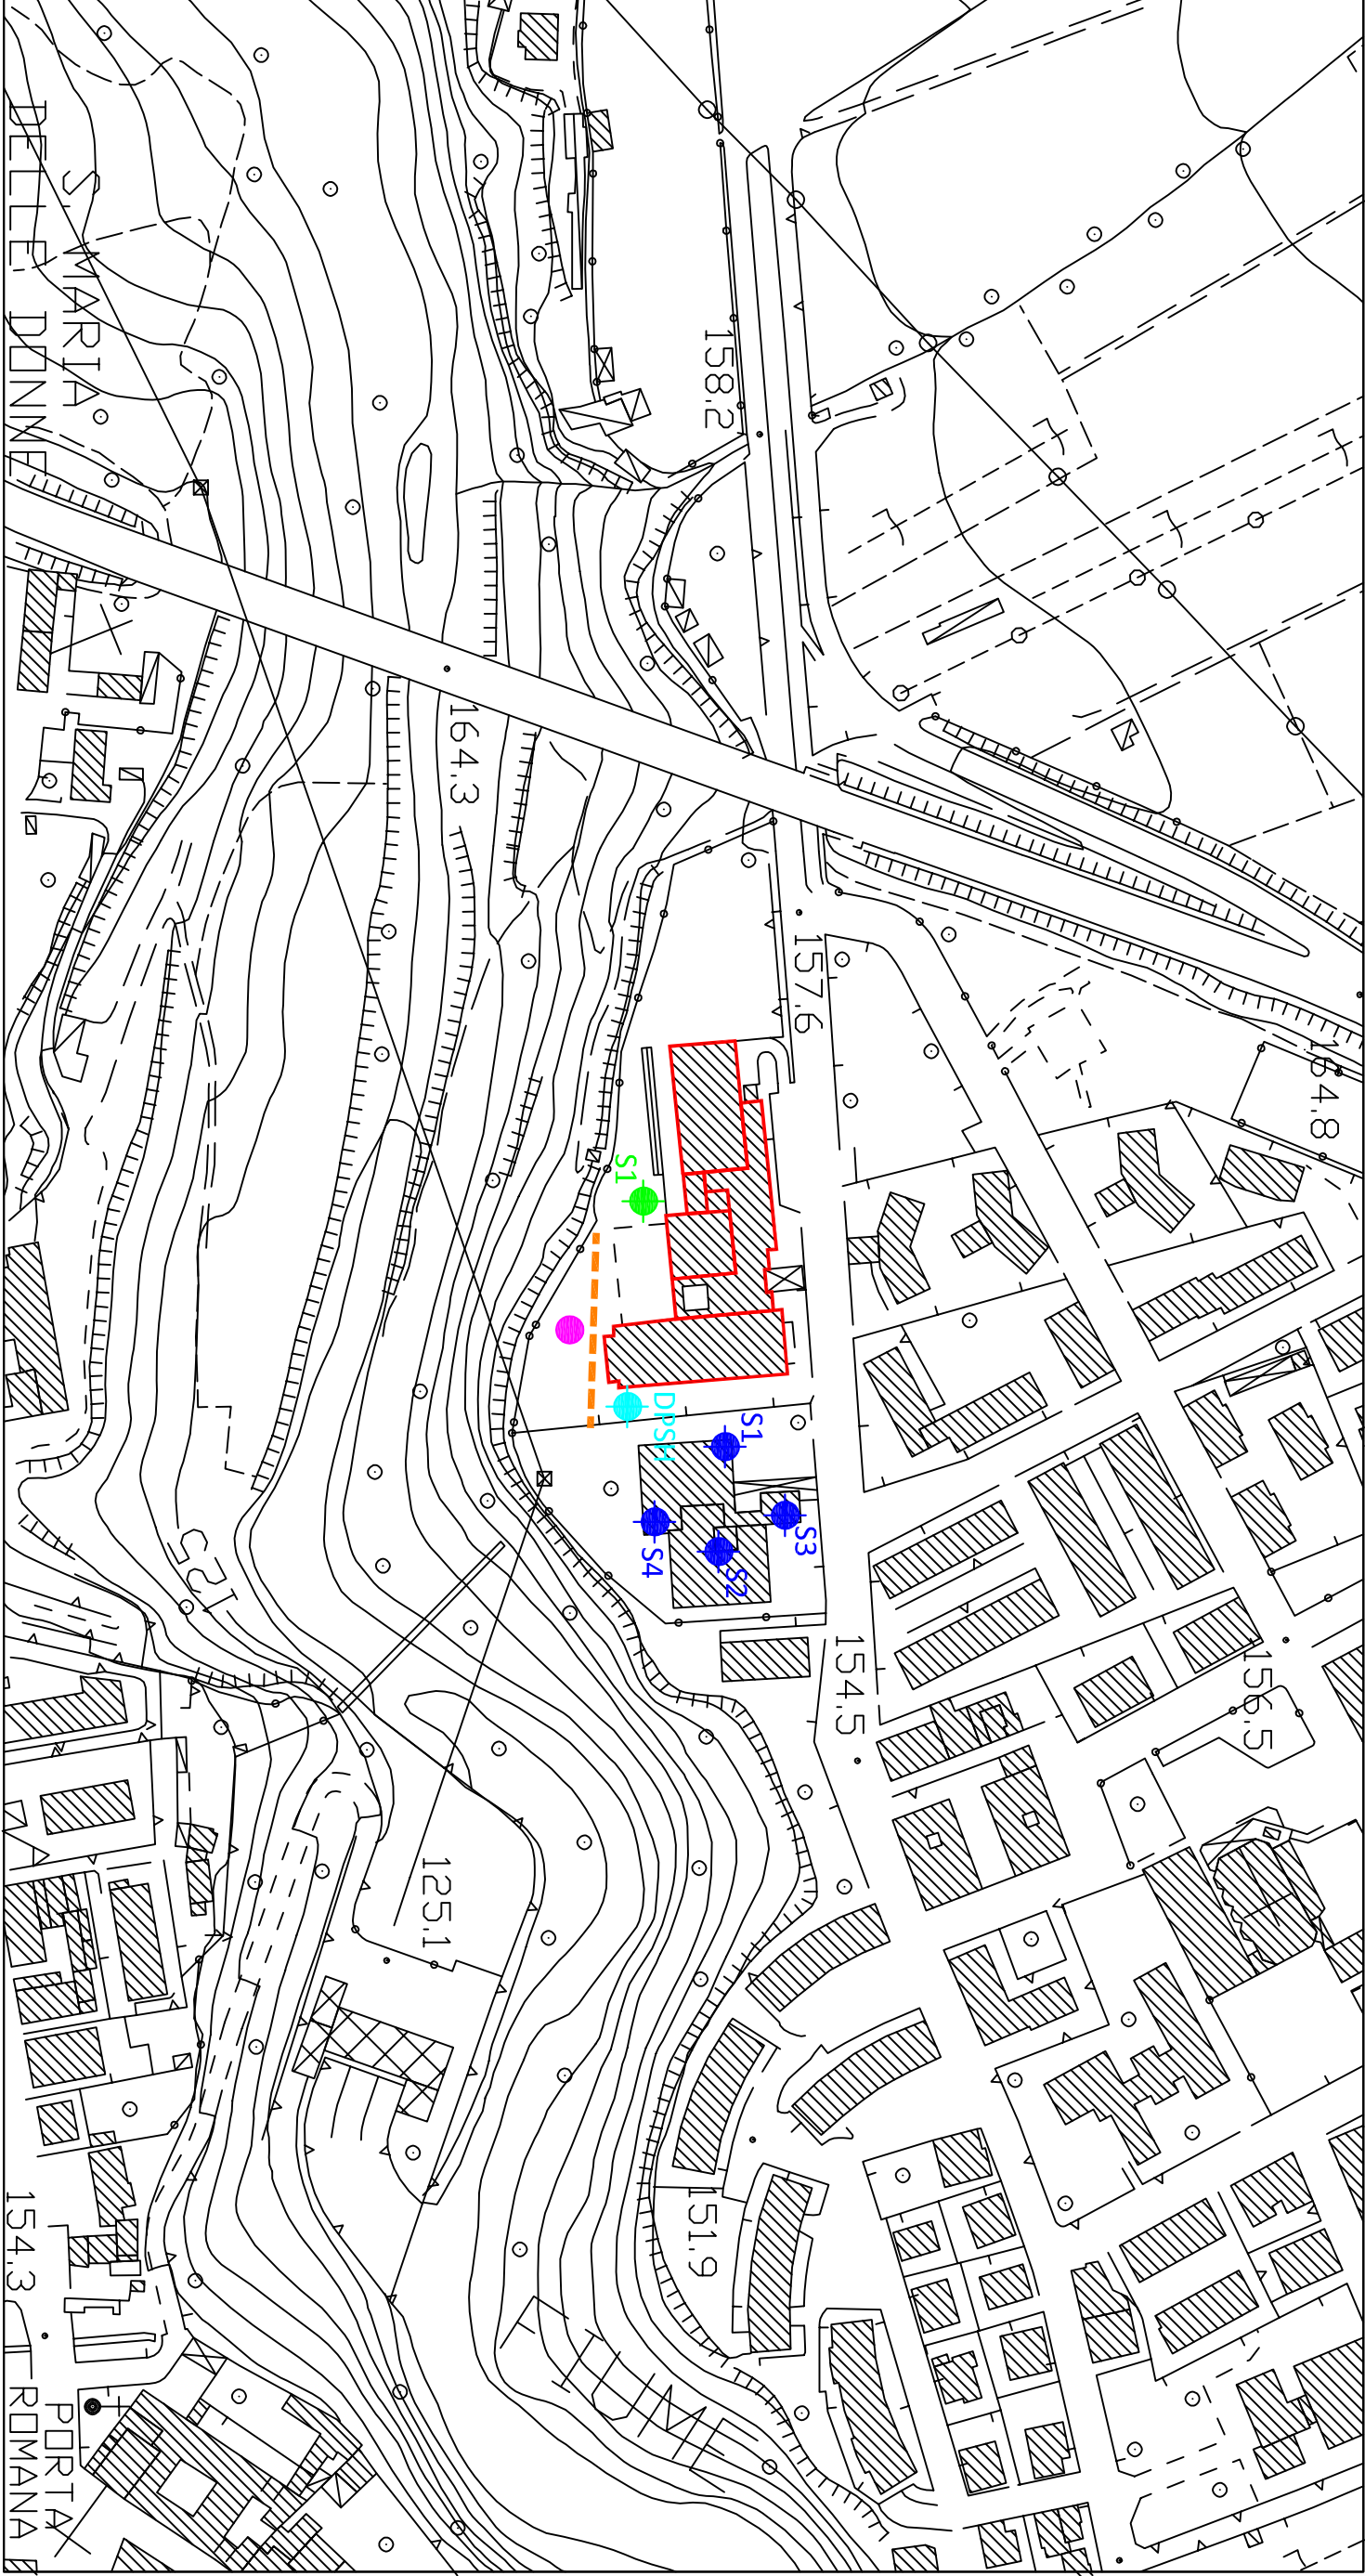 S. MARIA
DELLE DONNE
158.2
164.3
157.6
164.8
S1
DPSH
S1
S3
S2
S4
154.5
156.5
125.1
151.9
154.3
PORTA
ROMANA